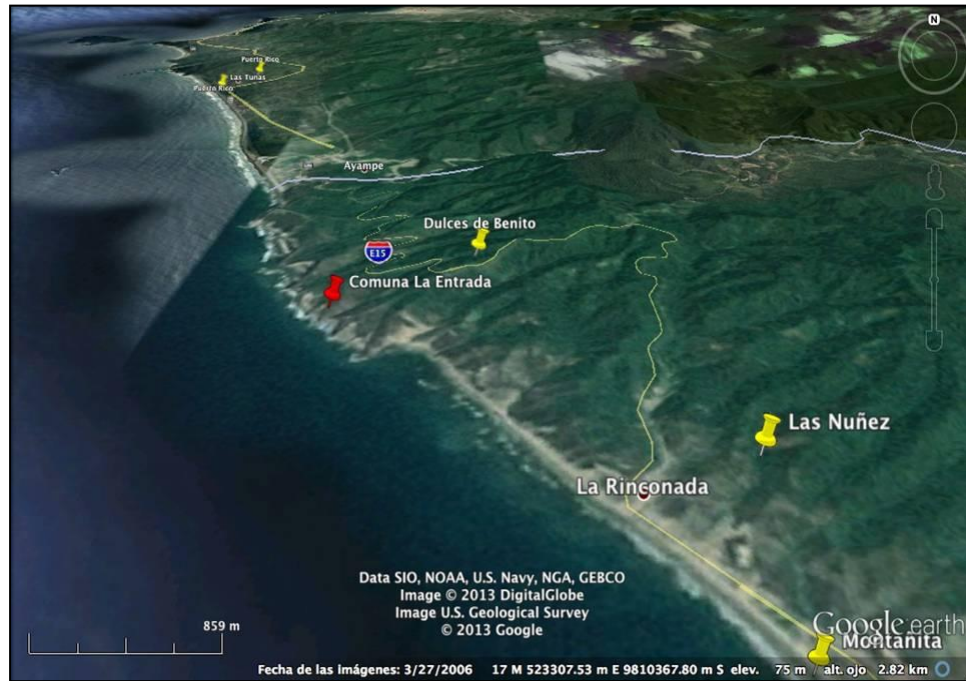 N
Puerto Rico
Las Tunas
Puerto Rico
Ayampe
Dulces de Benito
E15
Comuna La Entrada
Las Nuñez
La Rinconada
Data SIO, NOAA, U.S. Navy, NGA, GEBCO
Image © 2013 DigitalGlobe
Image U.S. Geological Survey
© 2013 Google
Google earth
Montañita
859 m
Fecha de las imágenes: 3/27/2006 17 M 523307.53 m E 9810367.80 m S elev. 75 m alt. ojo 2.82 km